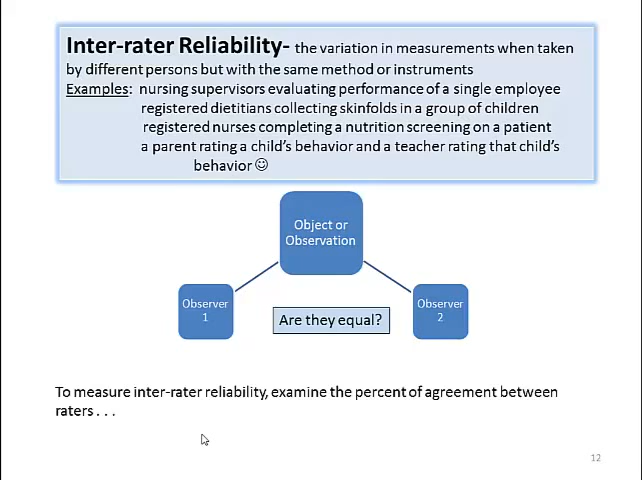 Inter-rater Reliability- the variation in measurements when taken
by different persons but with the same method or instruments
Examples: nursing supervisors evaluating performance of a single employee
registered dietitians collecting skinfolds in a group of children
registered nurses completing a nutrition screening on a patient
a parent rating a child’s behavior and a teacher rating that child’s
behavior ☺
Object or
Observation
Observer
1
Are they equal?
Observer
2
To measure inter-rater reliability, examine the percent of agreement between
raters . . .
12